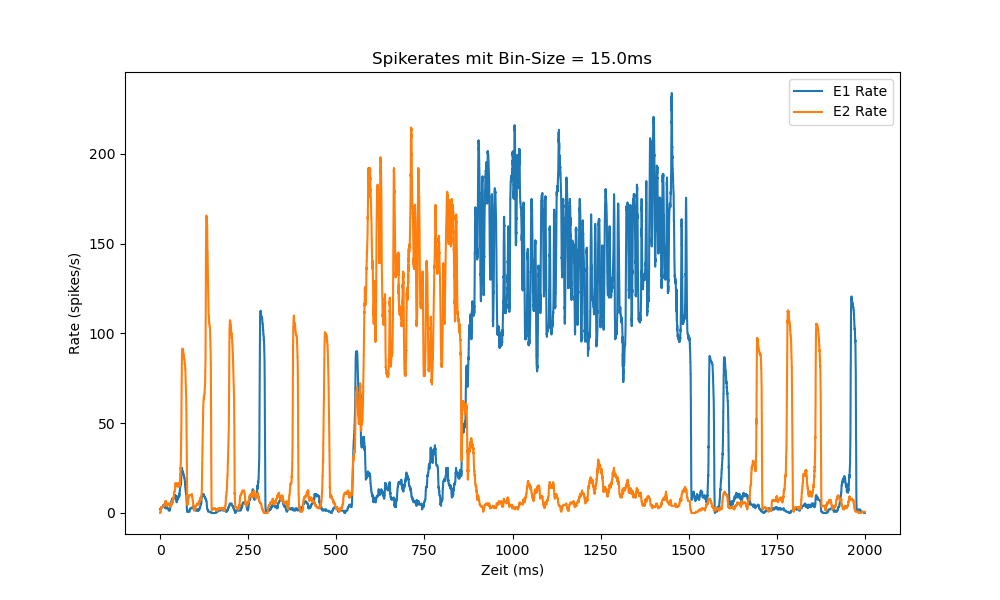 Spikerates mit Bin-Size = 15.0ms
E1 Rate
E2 Rate
200
150
100
50
0
Rate (spikes/s)
0 250 500 750 1000 1250 1500 1750 2000
Zeit (ms)